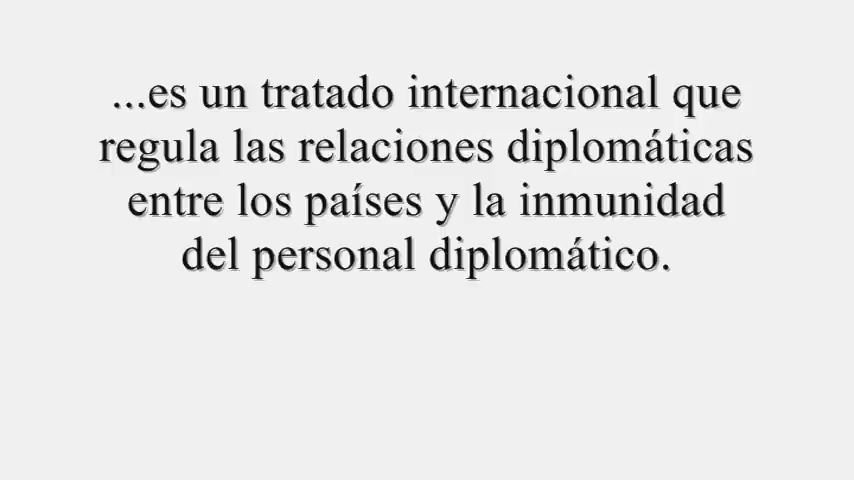 ...es un tratado internacional que
regula las relaciones diplomáticas
entre los países y la inmunidad
del personal diplomático.